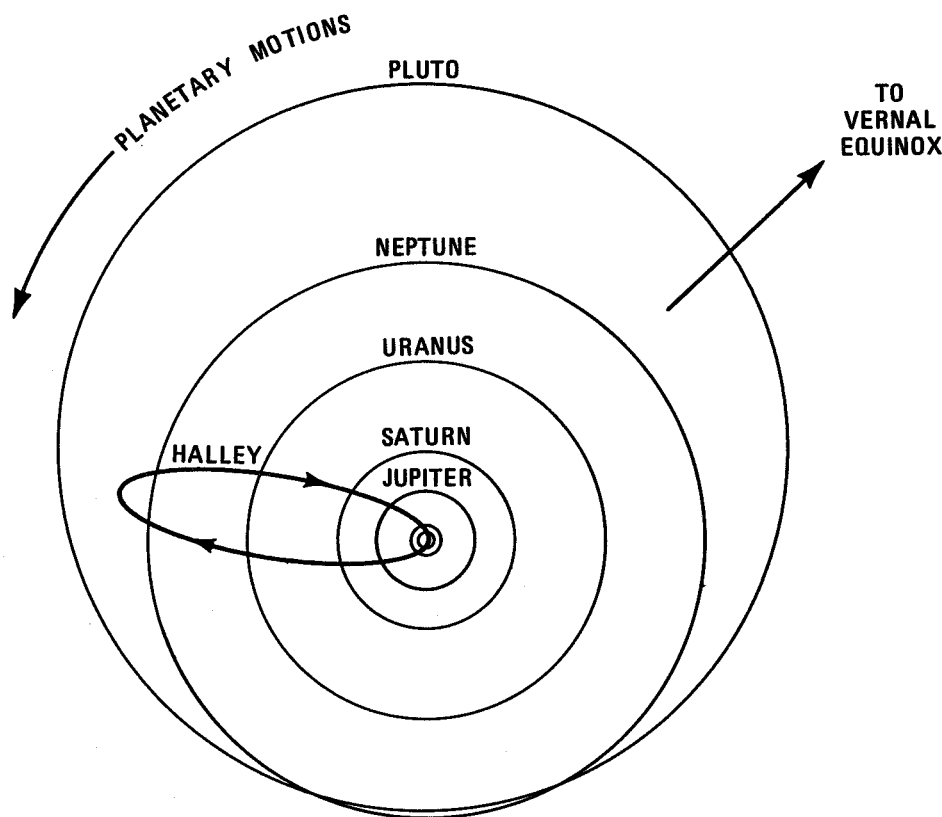 PLANETARY MOTIONS
PLUTO
TO
VERNAL
EQUINOX
NEPTUNE
URANUS
SATURN
HALLEY
JUPITER